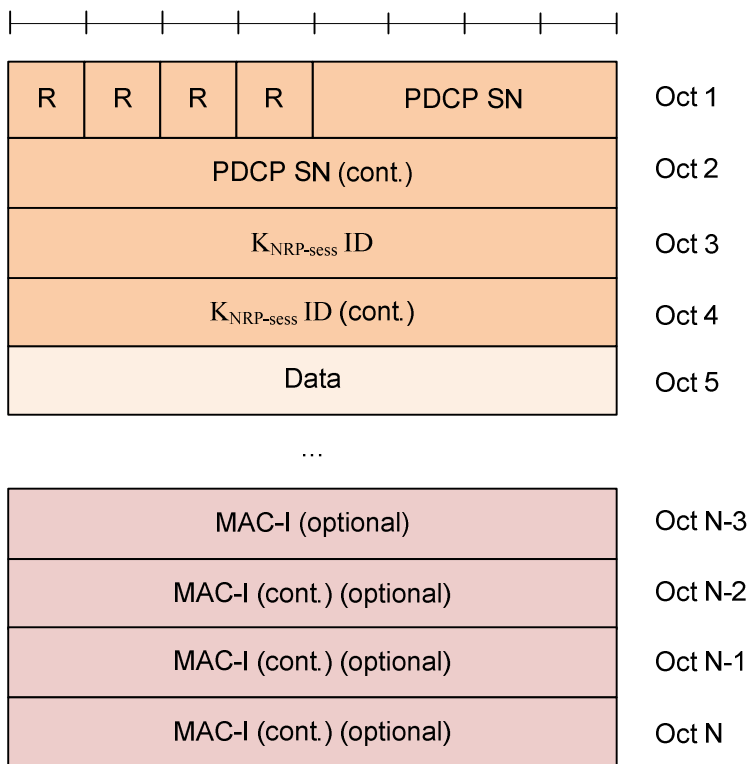 R R R R PDCP SN Oct 1
PDCP SN (cont.) Oct 2
K_NRP-sess ID Oct 3
K_NRP-sess ID (cont.) Oct 4
Data Oct 5
...
MAC-I (optional) Oct N-3
MAC-I (cont.) (optional) Oct N-2
MAC-I (cont.) (optional) Oct N-1
MAC-I (cont.) (optional) Oct N